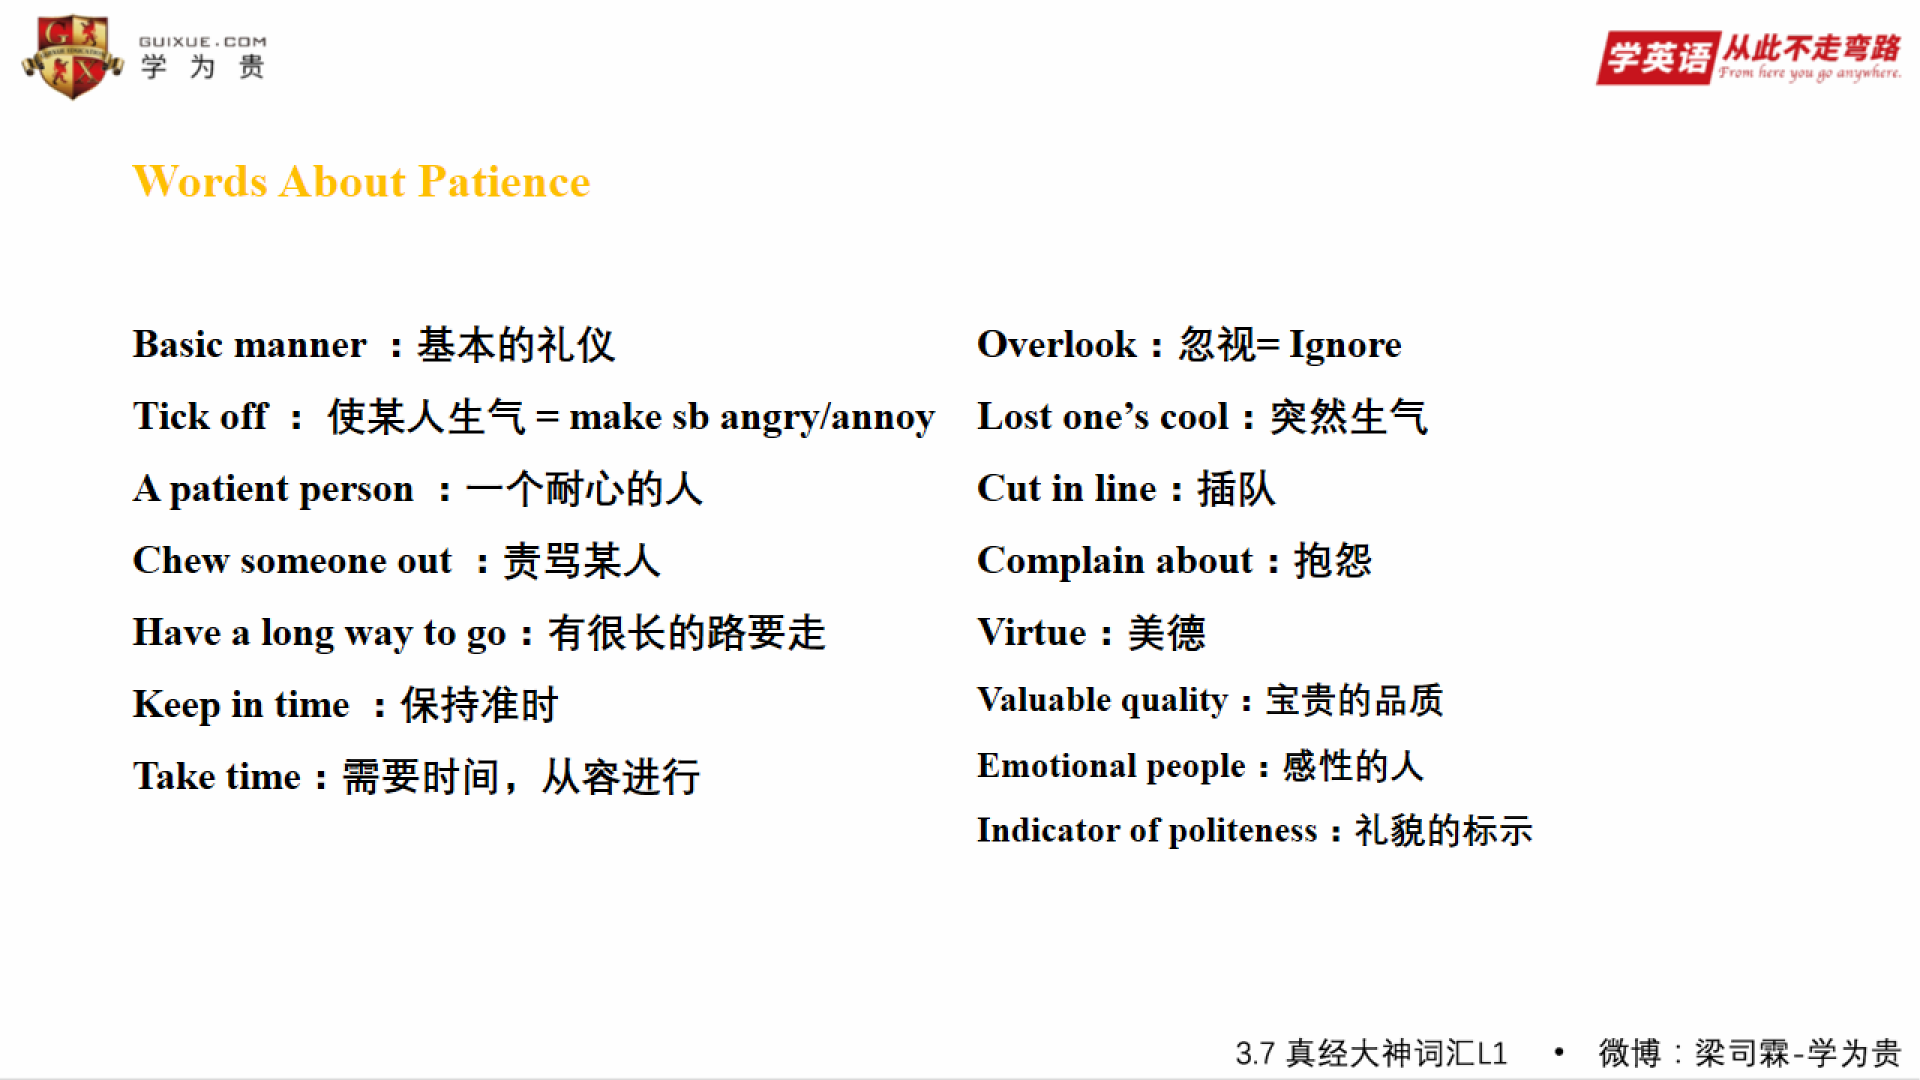 GUIXUE.COM
学为贵
学英语 从此不走弯路
From here you go anywhere.
Words About Patience
Basic manner ：基本的礼仪
Tick off ： 使某人生气 = make sb angry/annoy
A patient person ：一个耐心的人
Chew someone out ：责骂某人
Have a long way to go：有很长的路要走
Keep in time ：保持准时
Take time：需要时间，从容进行
Overlook：忽视= Ignore
Lost one’s cool：突然生气
Cut in line：插队
Complain about：抱怨
Virtue：美德
Valuable quality：宝贵的品质
Emotional people：感性的人
Indicator of politeness：礼貌的标示
3.7 真经大神词汇L1 • 微博：梁司霖-学为贵